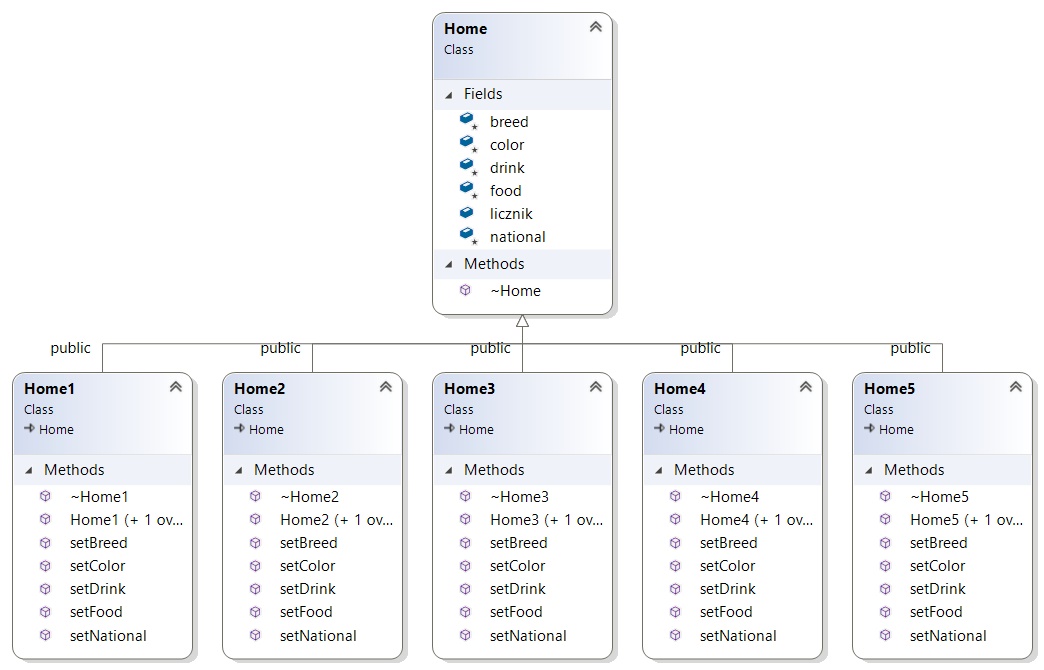 Home
Class
Fields
breed
color
drink
food
licznik
national
Methods
~Home
public
public
public
public
public
Home1
Class
Home
Methods
~Home1
Home1 (+ 1 ov...
setBreed
setColor
setDrink
setFood
setNational
Home2
Class
Home
Methods
~Home2
Home2 (+ 1 ov...
setBreed
setColor
setDrink
setFood
setNational
Home3
Class
Home
Methods
~Home3
Home3 (+ 1 ov...
setBreed
setColor
setDrink
setFood
setNational
Home4
Class
Home
Methods
~Home4
Home4 (+ 1 ov...
setBreed
setColor
setDrink
setFood
setNational
Home5
Class
Home
Methods
~Home5
Home5 (+ 1 ov...
setBreed
setColor
setDrink
setFood
setNational